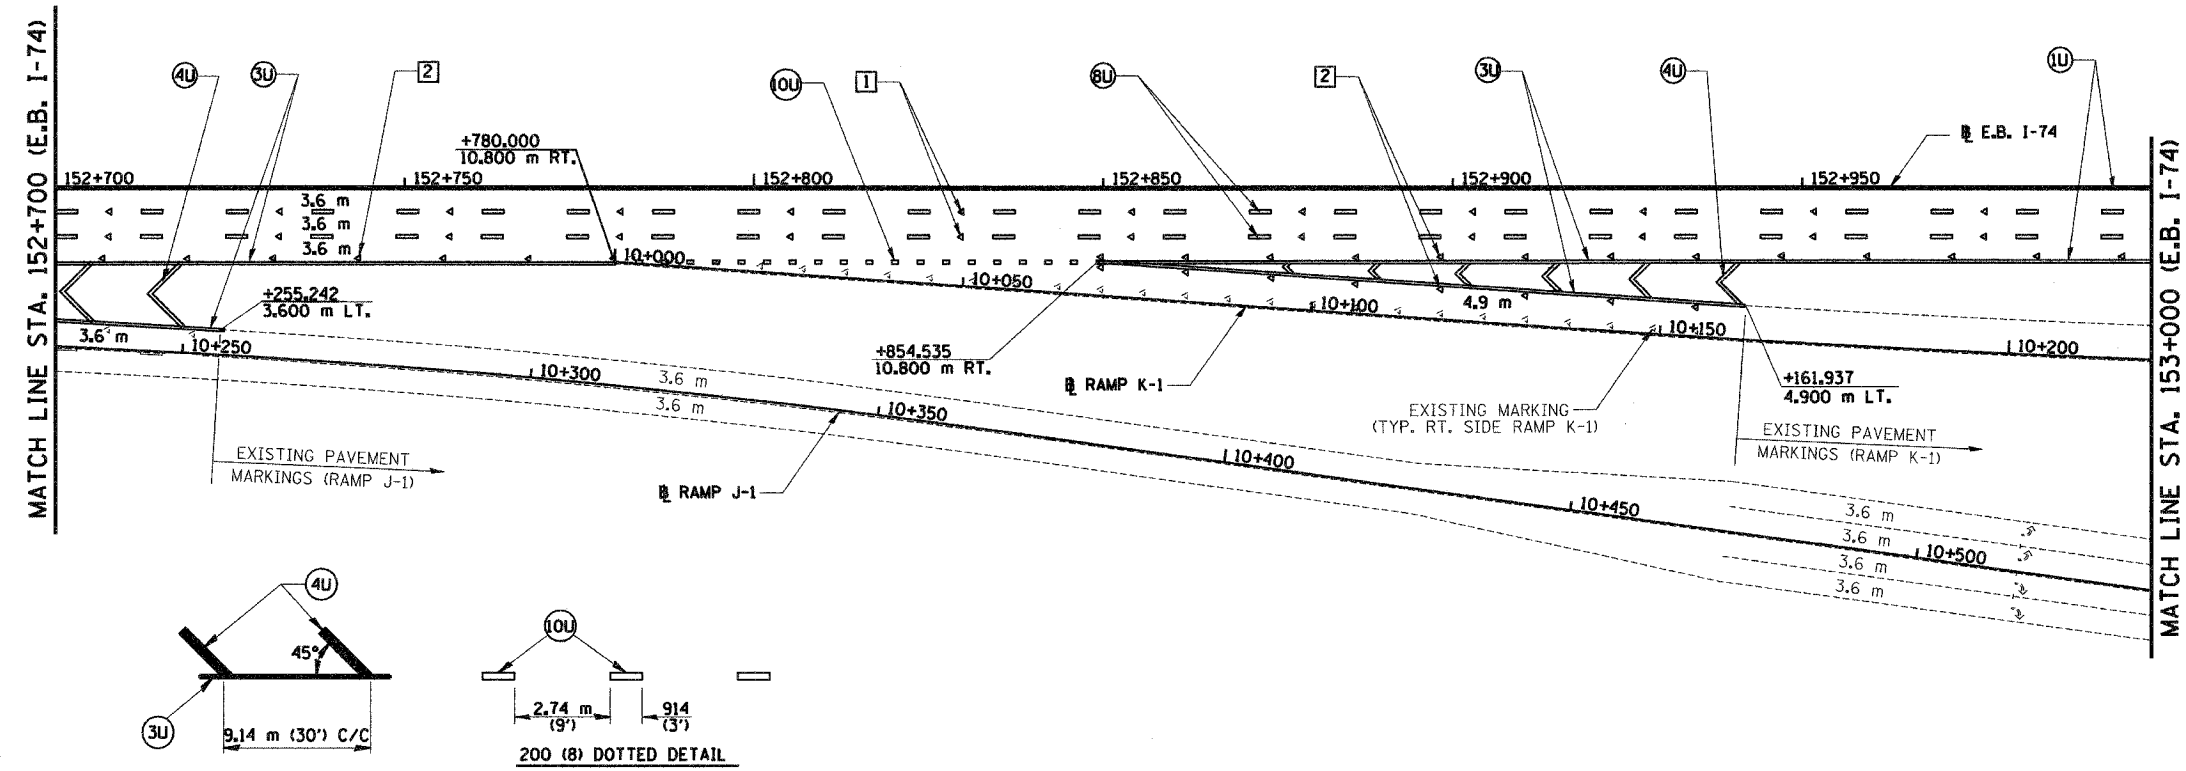 MATCH LINE STA. 152+700 (E.B. I-74)
4U
3U
2
10U
1
8U
2
3U
4U
1U
+780.000
10.800 m RT.
℄ E.B. I-74
152+700
152+750
152+800
152+850
152+900
152+950
3.6 m
3.6 m
3.6 m
10+000
10+050
10+100
10+150
10+200
4.9 m
+255.242
3.600 m LT.
3.6 m
10+250
10+300
10+350
10+400
10+450
10+500
3.6 m
3.6 m
+854.535
10.800 m RT.
℄ RAMP K-1
EXISTING MARKING
(TYP. RT. SIDE RAMP K-1)
+161.937
4.900 m LT.
EXISTING PAVEMENT
MARKINGS (RAMP K-1)
EXISTING PAVEMENT
MARKINGS (RAMP J-1)
℄ RAMP J-1
3.6 m
3.6 m
3.6 m
3.6 m
MATCH LINE STA. 153+000 (E.B. I-74)
4U
45°
3U
9.14 m (30') C/C
10U
2.74 m
(9')
914
(3')
200 (8) DOTTED DETAIL